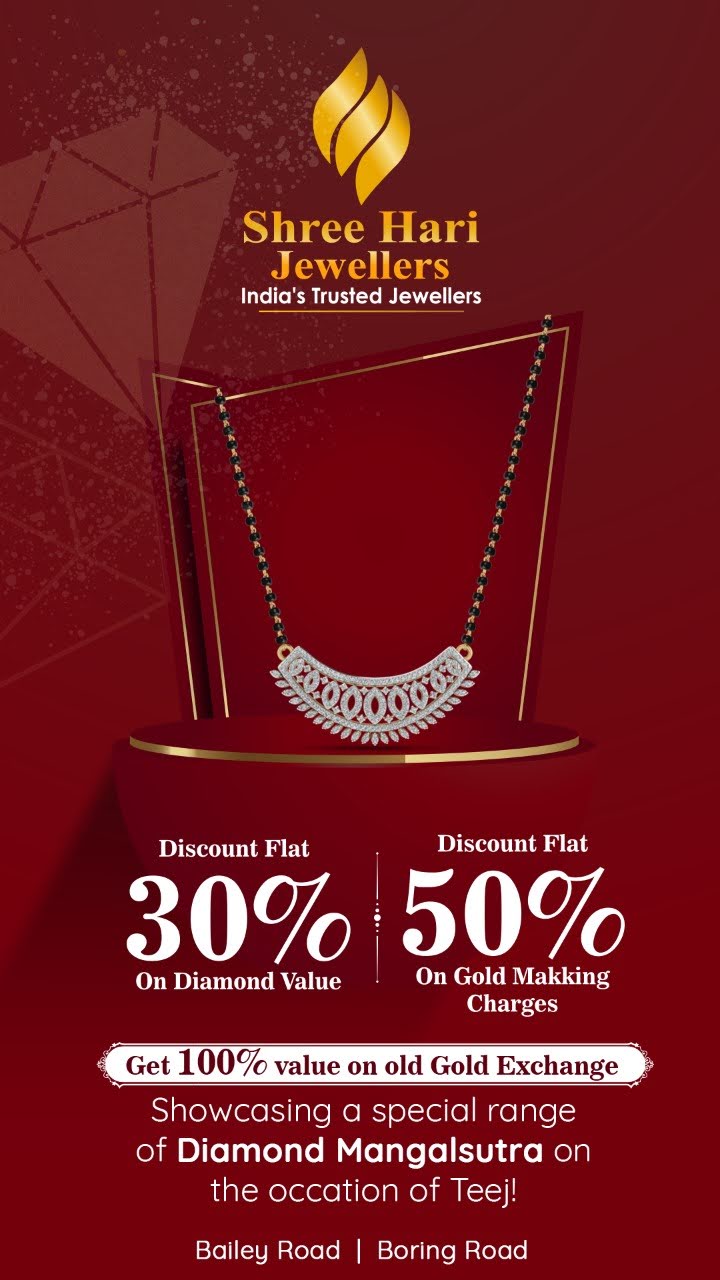 Shree Hari
Jewellers
India's Trusted Jewellers
Discount Flat
30%
On Diamond Value
Discount Flat
50%
On Gold Makking
Charges
Get 100% value on old Gold Exchange
Showcasing a special range
of Diamond Mangalsutra on
the occation of Teej!
Bailey Road | Boring Road